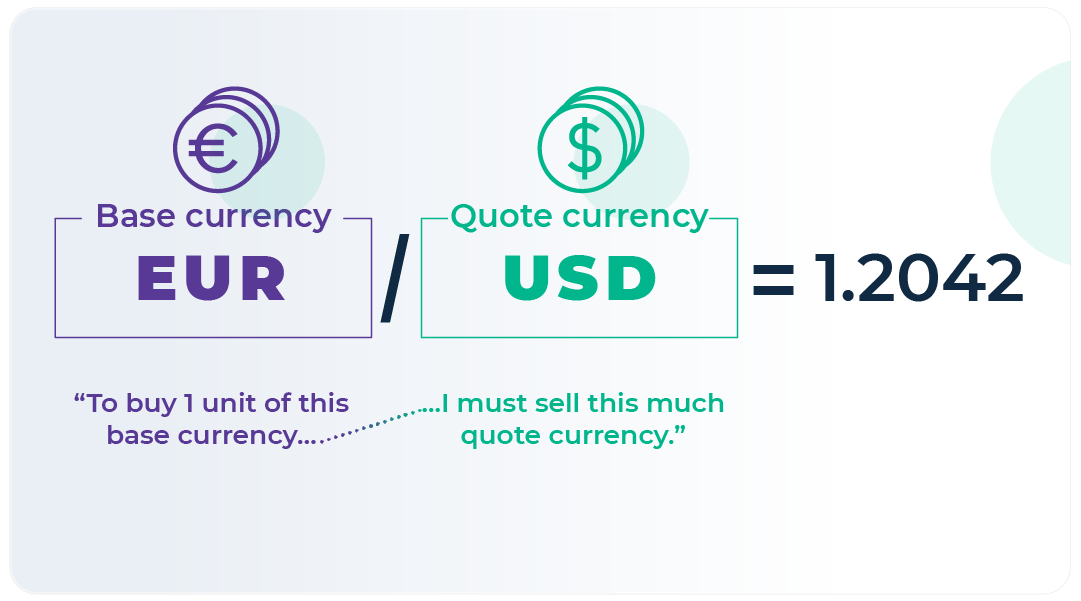 €
$
Base currency
Quote currency
EUR / USD = 1.2042
“To buy 1 unit of this
base currency...
...I must sell this much
quote currency.”